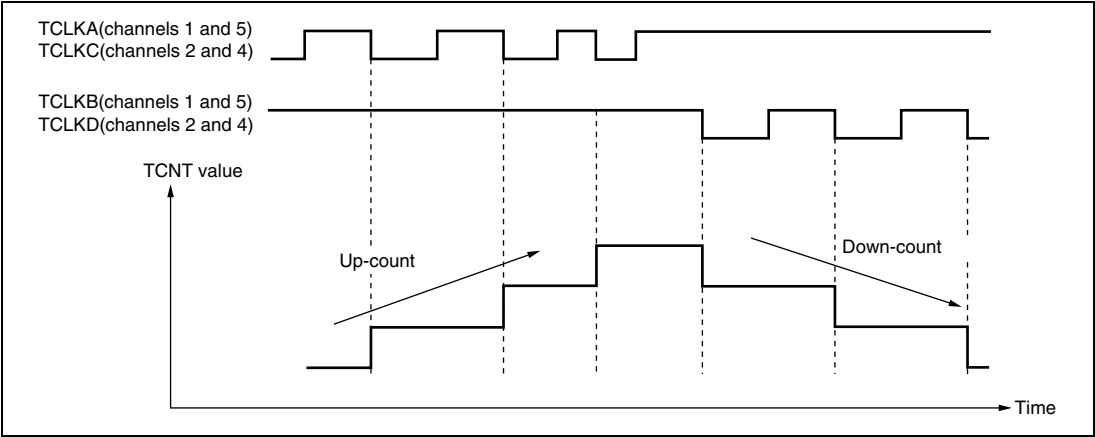 TCLKA(channels 1 and 5)
TCLKC(channels 2 and 4)
TCLKB(channels 1 and 5)
TCLKD(channels 2 and 4)
TCNT value
Up-count
Down-count
Time